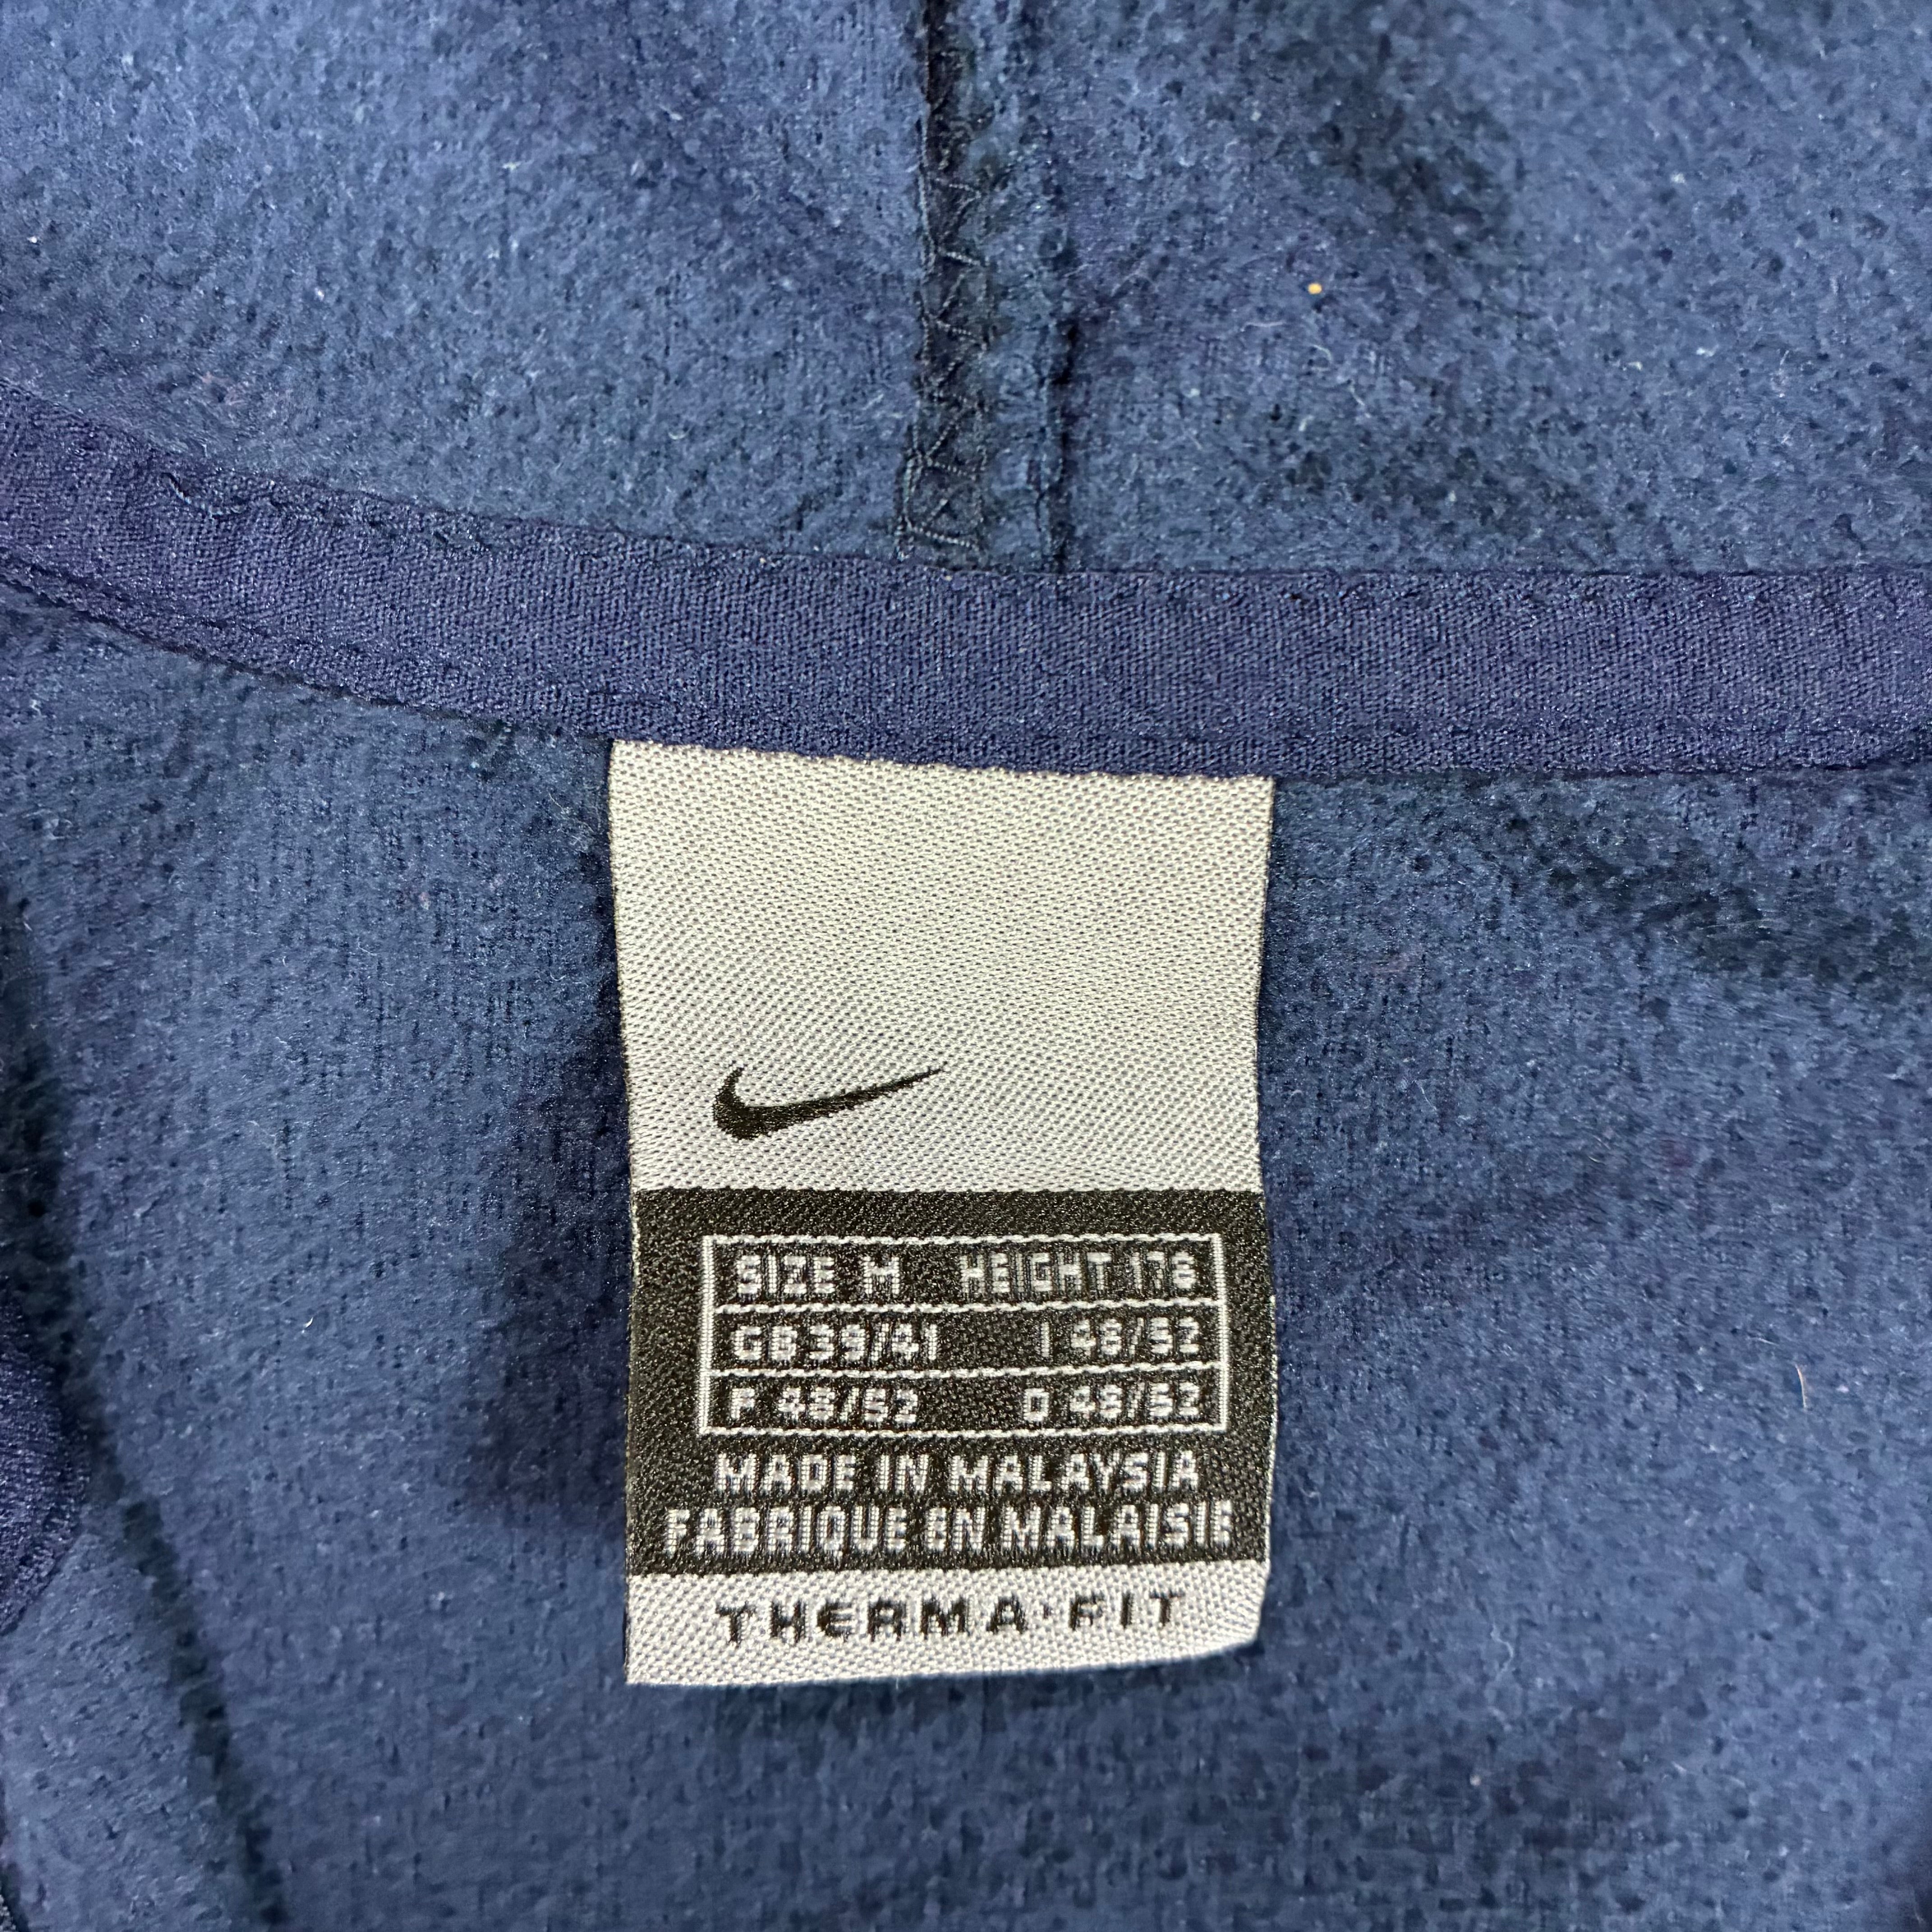 SIZE M HEIGHT 178
GB 39/41 I 48/52
F 48/52 D 48/52
MADE IN MALAYSIA
FABRIQUE EN MALAISIE
THERMA·FIT